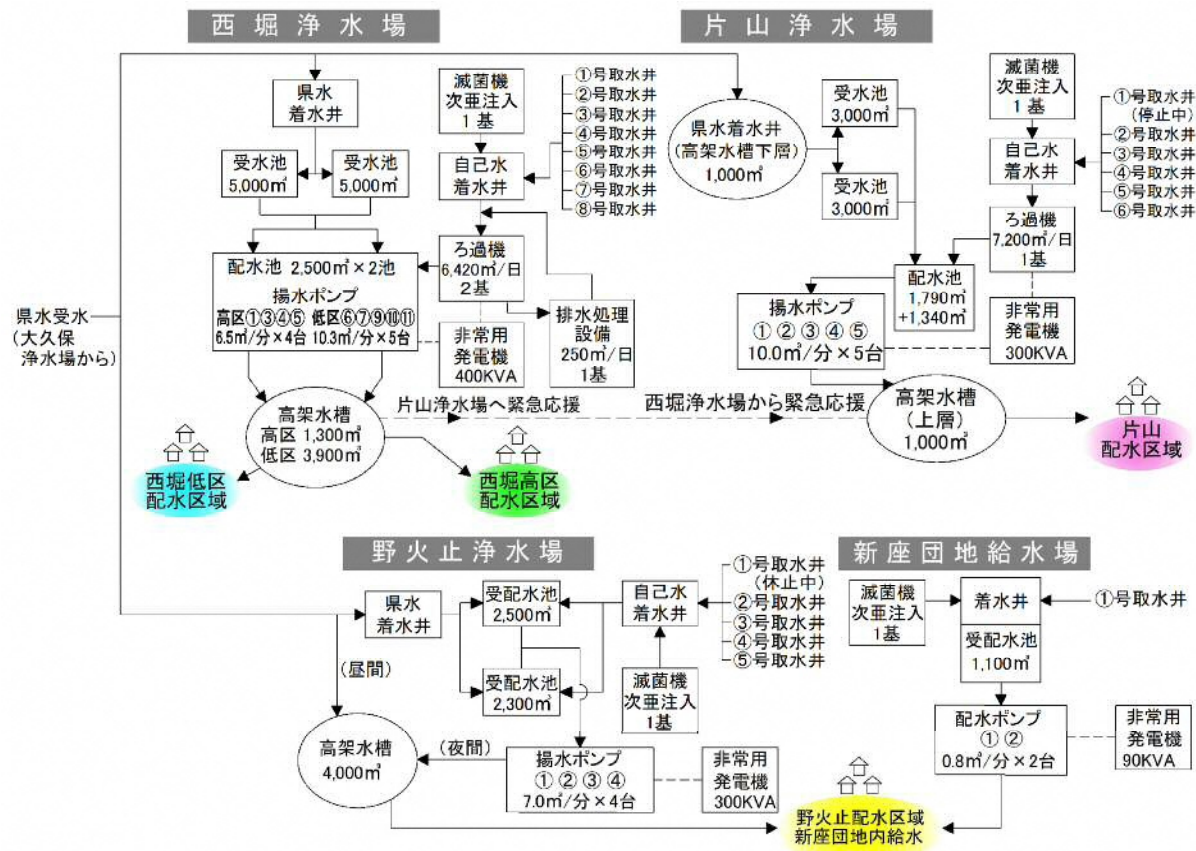 西堀浄水場
県水
着水井
受水池
5,000㎥
受水池
5,000㎥
配水池 2,500㎥×2池
揚水ポンプ
高区①③④⑤ 低区⑥⑦⑨⑩⑪
6.5㎥/分×4台 10.3㎥/分×5台
滅菌機
次亜注入
1基
自己水
着水井
①号取水井
②号取水井
③号取水井
④号取水井
⑤号取水井
⑥号取水井
⑦号取水井
⑧号取水井
ろ過機
6,420㎥/日
2基
非常用
発電機
400KVA
排水処理
設備
250㎥/日
1基
県水受水
(大久保
浄水場から)
高架水槽
高区 1,300㎥
低区 3,900㎥
片山浄水場へ緊急応援
西堀浄水場から緊急応援
西堀低区
配水区域
西堀高区
配水区域
片山浄水場
県水着水井
(高架水槽下層)
1,000㎥
受水池
3,000㎥
受水池
3,000㎥
滅菌機
次亜注入
1基
自己水
着水井
①号取水井
(停止中)
②号取水井
③号取水井
④号取水井
⑤号取水井
⑥号取水井
ろ過機
7,200㎥/日
1基
配水池
1,790㎥
+1,340㎥
揚水ポンプ
①②③④⑤
10.0㎥/分×5台
非常用
発電機
300KVA
高架水槽
(上層)
1,000㎥
片山
配水区域
野火止浄水場
県水
着水井
受配水池
2,500㎥
受配水池
2,300㎥
自己水
着水井
①号取水井
(休止中)
②号取水井
③号取水井
④号取水井
⑤号取水井
滅菌機
次亜注入
1基
(昼間)
(夜間)
高架水槽
4,000㎥
揚水ポンプ
①②③④
7.0㎥/分×4台
非常用
発電機
300KVA
新座団地給水場
滅菌機
次亜注入
1基
着水井
①号取水井
受配水池
1,100㎥
配水ポンプ
①②
0.8㎥/分×2台
非常用
発電機
90KVA
野火止配水区域
新座団地内給水